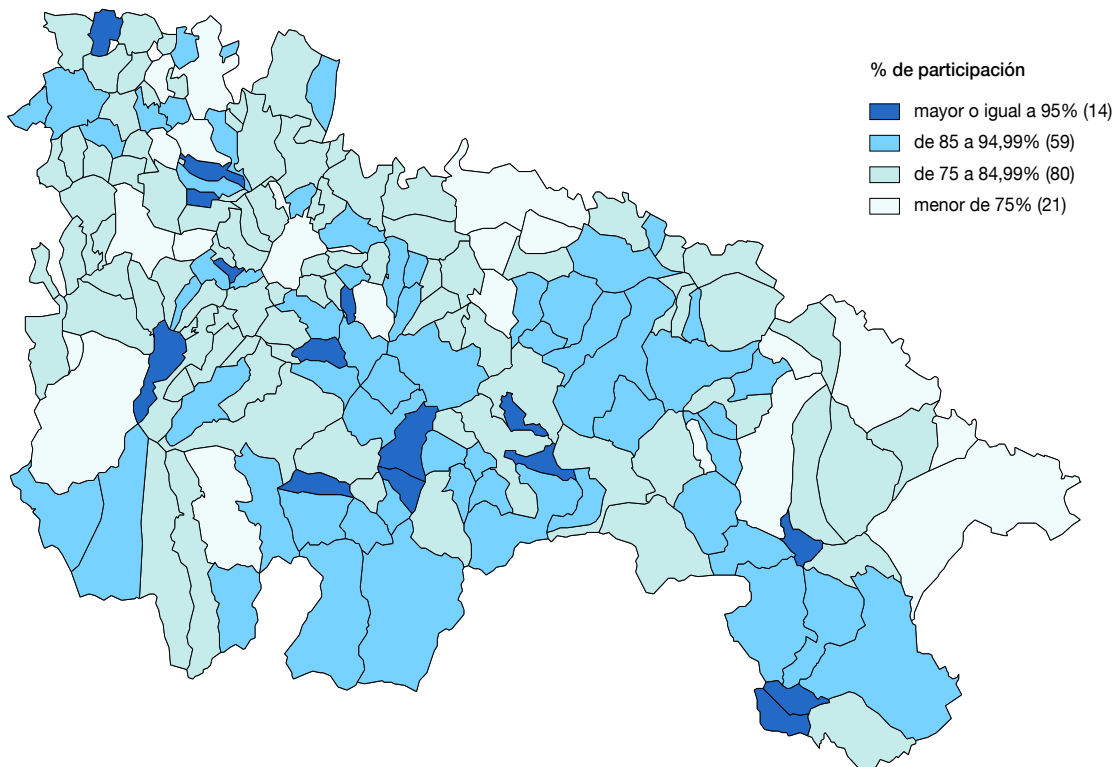 % de participación
mayor o igual a 95% (14)
de 85 a 94,99% (59)
de 75 a 84,99% (80)
menor de 75% (21)